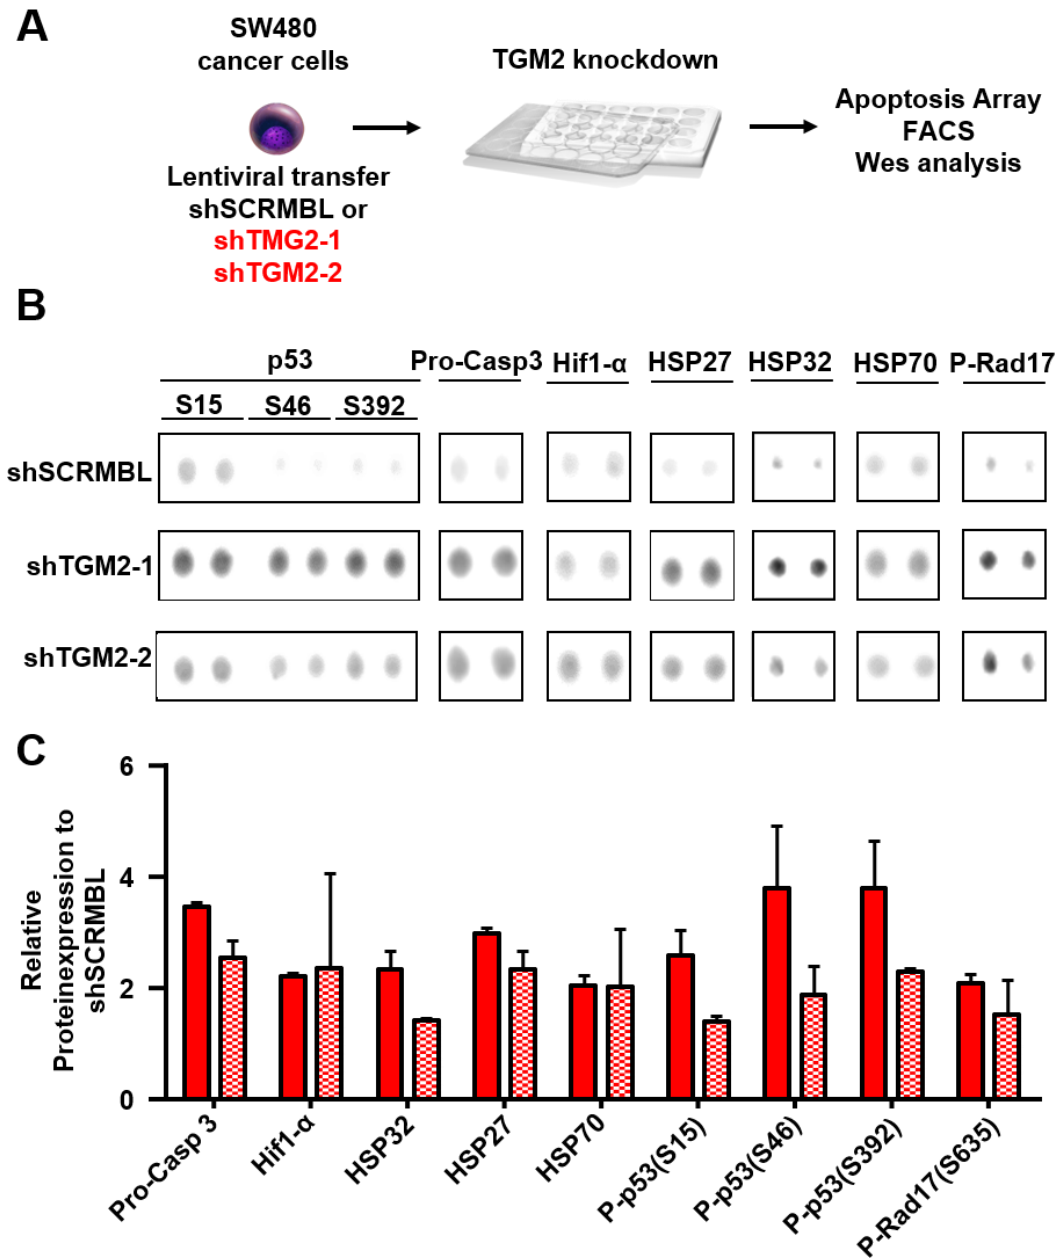 A
SW480
cancer cells
TGM2 knockdown
Apoptosis Array
FACS
Wes analysis
Lentiviral transfer
shSCRMBL or
shTMG2-1
shTGM2-2
B
p53 Pro-Casp3 Hif1-α HSP27 HSP32 HSP70 P-Rad17
S15 S46 S392
shSCRMBL
shTGM2-1
shTGM2-2
C
Relative
Proteinexpression to
shSCRMBL
6
4
2
0
Pro-Casp 3
Hif1-α
HSP32
HSP27
HSP70
P-p53(S15)
P-p53(S46)
P-p53(S392)
P-Rad17(S635)